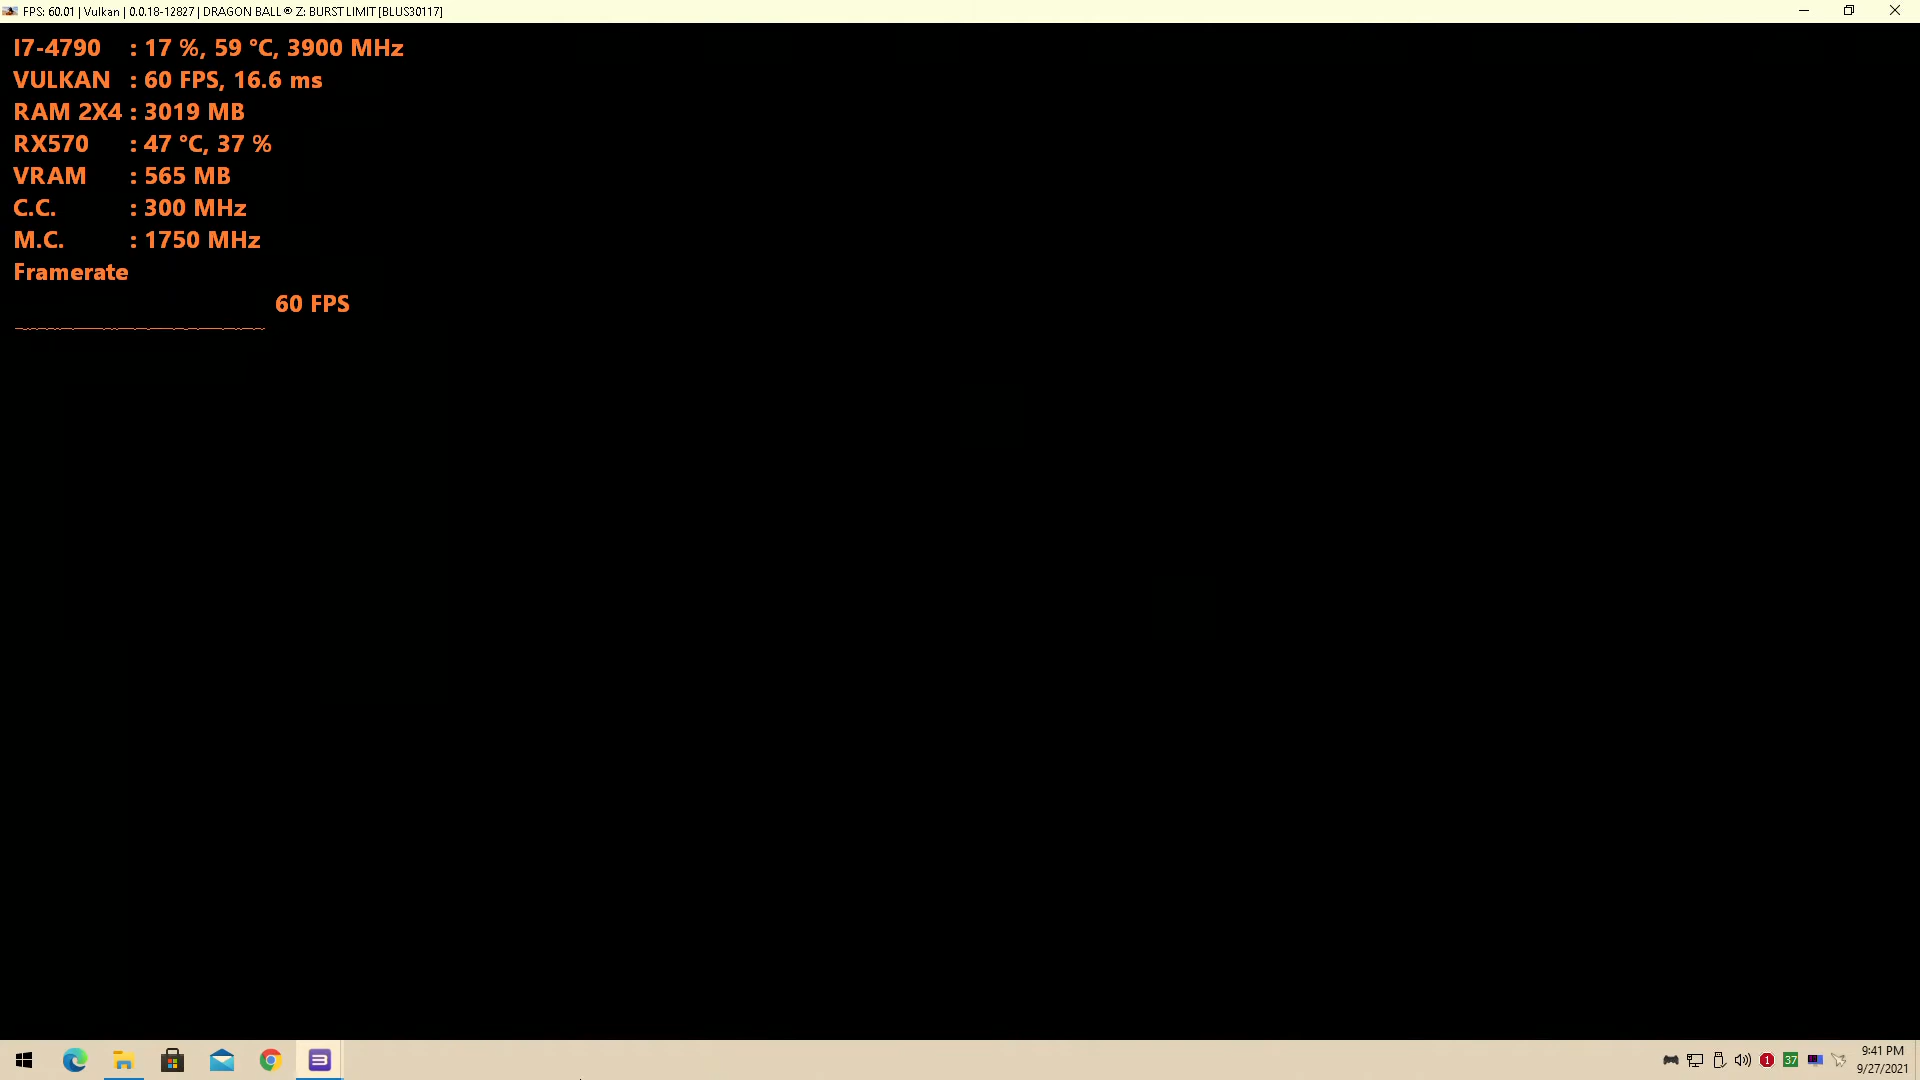 FPS: 60.01 | Vulkan | 0.0.18-12827 | DRAGON BALL® Z: BURST LIMIT [BLUS30117]
I7-4790 : 17 %, 59 °C, 3900 MHz
VULKAN : 60 FPS, 16.6 ms
RAM 2X4 : 3019 MB
RX570 : 47 °C, 37 %
VRAM : 565 MB
C.C. : 300 MHz
M.C. : 1750 MHz
Framerate
60 FPS
1 37
9:41 PM
9/27/2021